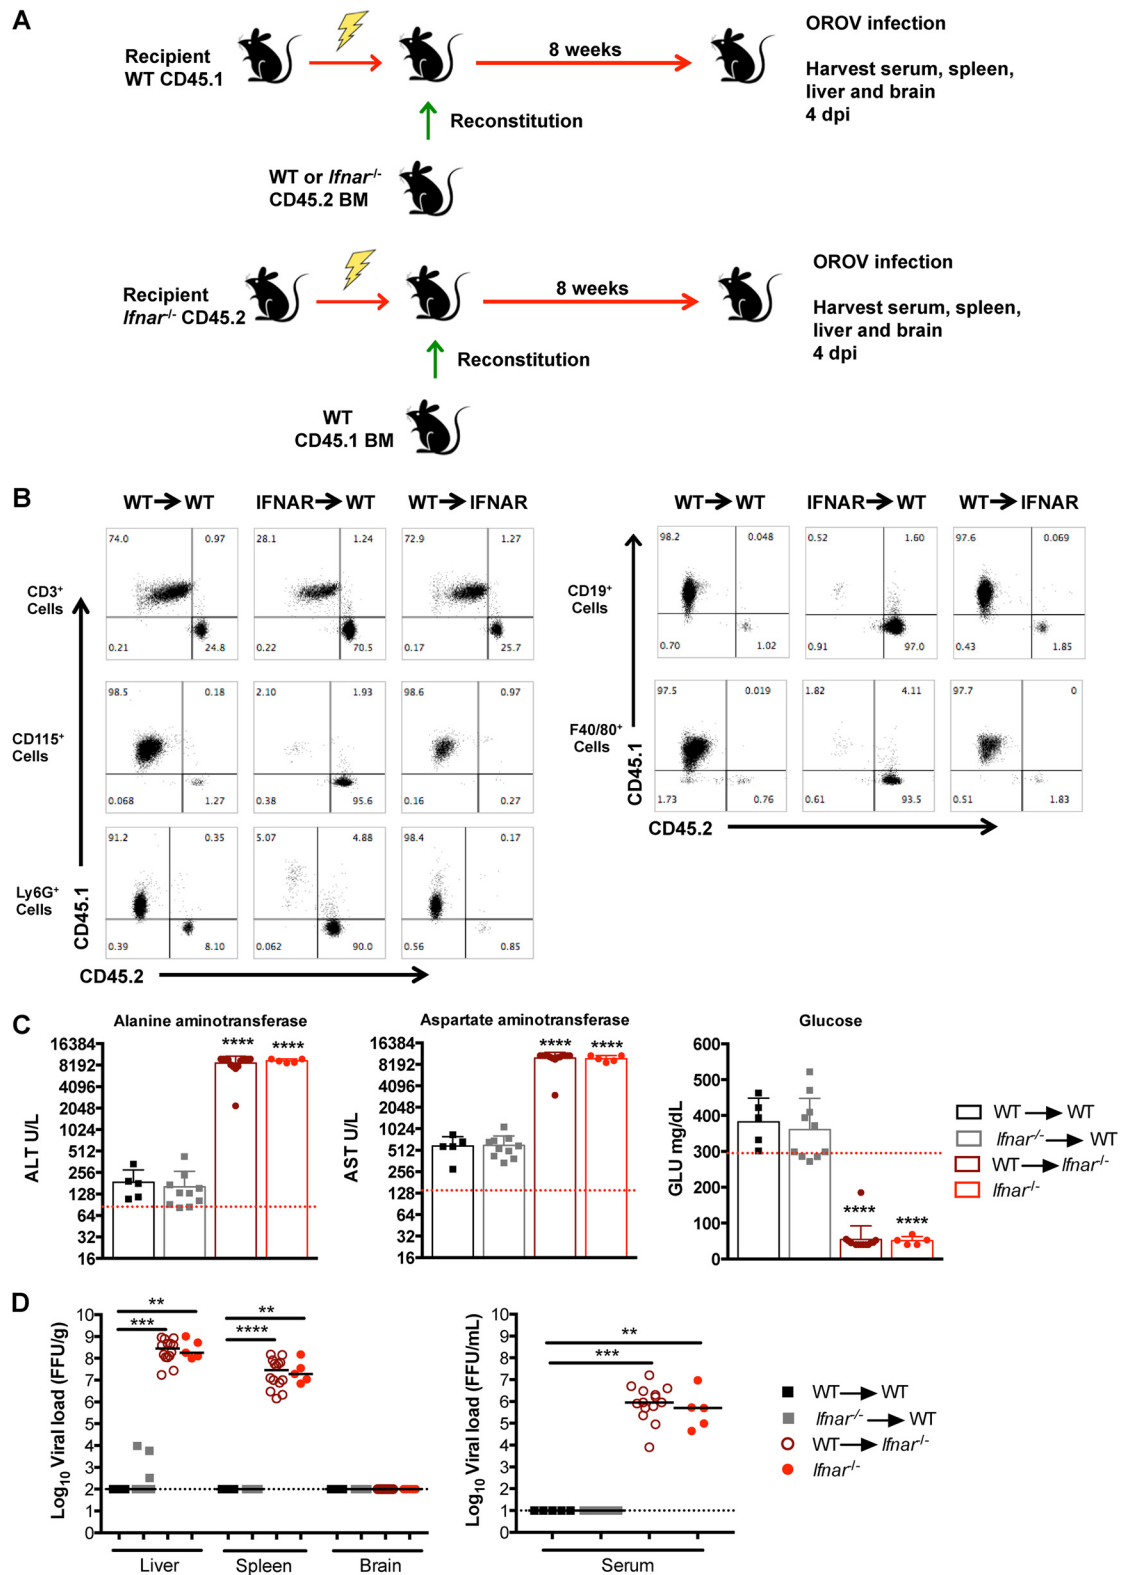 A
Recipient
WT CD45.1
8 weeks
OROV infection
Harvest serum, spleen,
liver and brain
4 dpi
Reconstitution
WT or Ifnar-/-
CD45.2 BM
Recipient
Ifnar-/- CD45.2
8 weeks
OROV infection
Harvest serum, spleen,
liver and brain
4 dpi
Reconstitution
WT
CD45.1 BM
B
WT → WT
IFNAR → WT
WT → IFNAR
CD3+
Cells
74.0 0.97
0.21 24.8
28.1 1.24
0.22 70.5
72.9 1.27
0.17 25.7
CD115+
Cells
98.5 0.18
0.068 1.27
2.10 1.93
0.38 95.6
98.6 0.97
0.16 0.27
Ly6G+
Cells
91.2 0.35
0.39 8.10
5.07 4.88
0.062 90.0
98.4 0.17
0.56 0.85
CD45.1
CD45.2
WT → WT
IFNAR → WT
WT → IFNAR
CD19+
Cells
98.2 0.048
0.70 1.02
0.52 1.60
0.91 97.0
97.6 0.069
0.43 1.85
F40/80+
Cells
97.5 0.019
1.73 0.76
1.82 4.11
0.61 93.5
97.7 0
0.51 1.83
CD45.1
CD45.2
C
Alanine aminotransferase
ALT U/L
16384
8192
4096
2048
1024
512
256
128
64
32
16
**** ****
Aspartate aminotransferase
AST U/L
16384
8192
4096
2048
1024
512
256
128
64
32
16
**** ****
Glucose
GLU mg/dL
600
500
400
300
200
100
0
**** ****
WT → WT
Ifnar-/- → WT
WT → Ifnar-/-
Ifnar-/-
D
Log10 Viral load (FFU/g)
10
9
8
7
6
5
4
3
2
1
0
**
***
**
****
Liver
Spleen
Brain
Log10 Viral load (FFU/mL)
10
9
8
7
6
5
4
3
2
1
0
**
***
Serum
WT → WT
Ifnar-/- → WT
WT → Ifnar-/-
Ifnar-/-